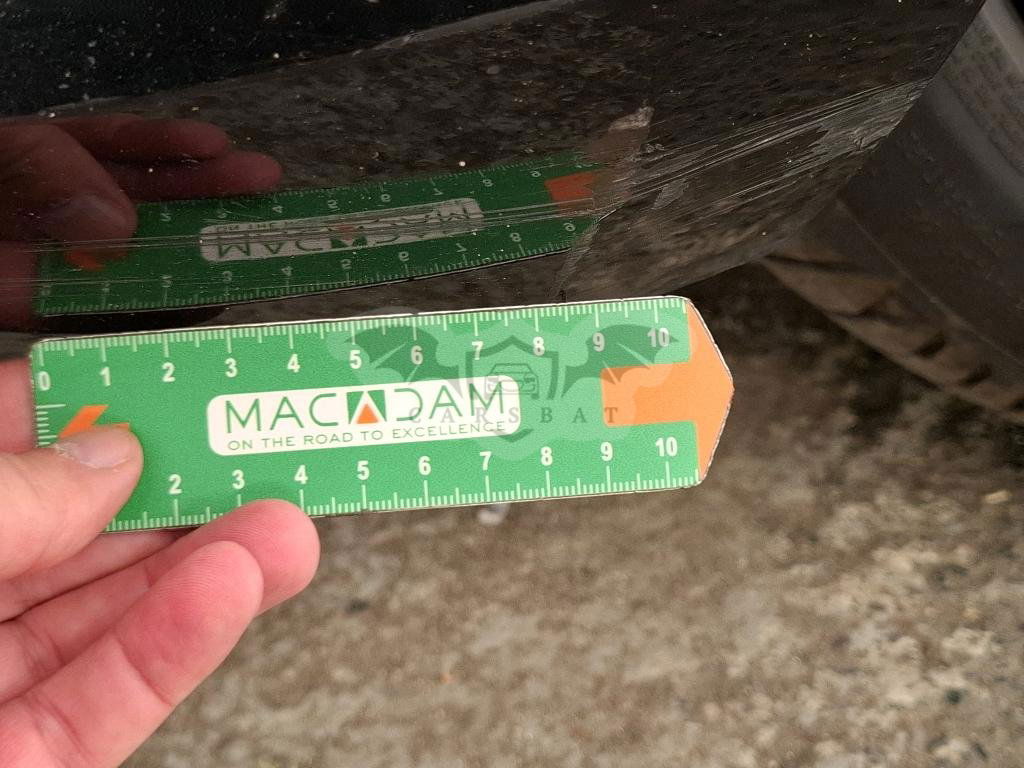 0 1 2 3 4 5 6 7 8 9 10
MACADAM
ON THE ROAD TO EXCELLENCE
CARSBAT
2 3 4 5 6 7 8 9 10